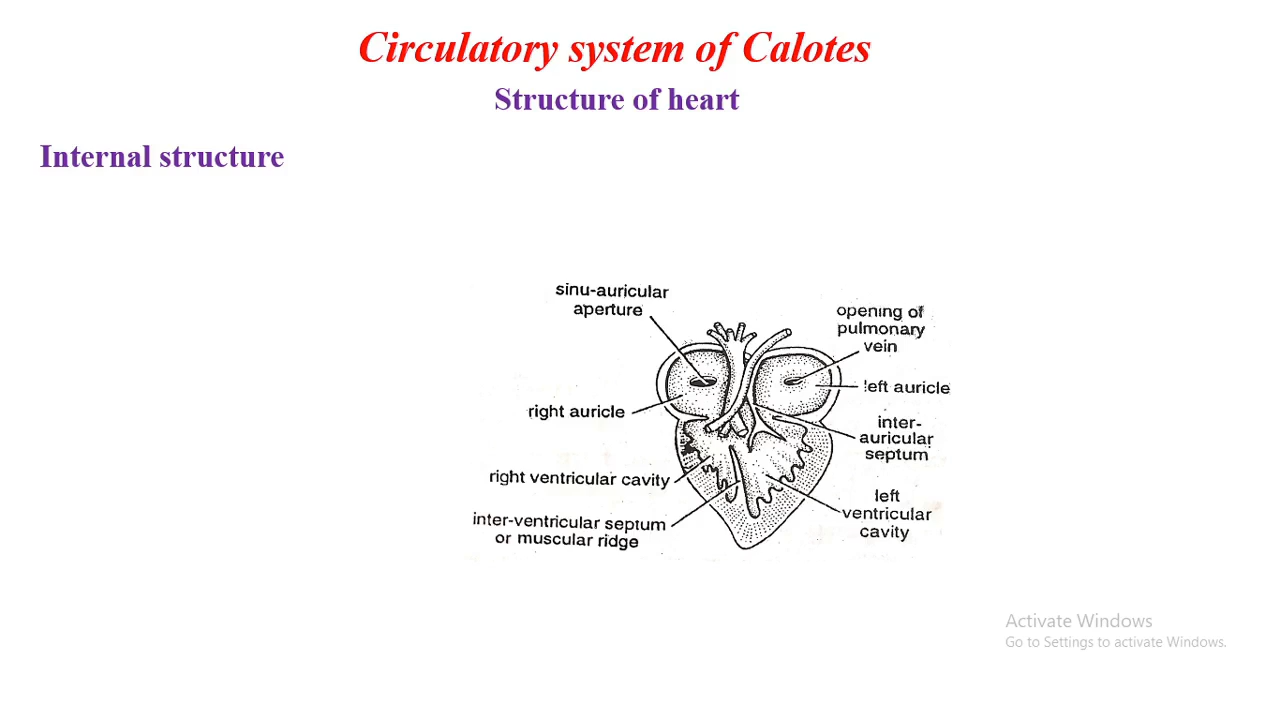 Circulatory system of Calotes
Structure of heart
Internal structure
sinu-auricular
aperture
opening of
pulmonary
vein
left auricle
right auricle
inter-
auricular
septum
right ventricular cavity
left
ventricular
cavity
inter-ventricular septum
or muscular ridge
Activate Windows
Go to Settings to activate Windows.